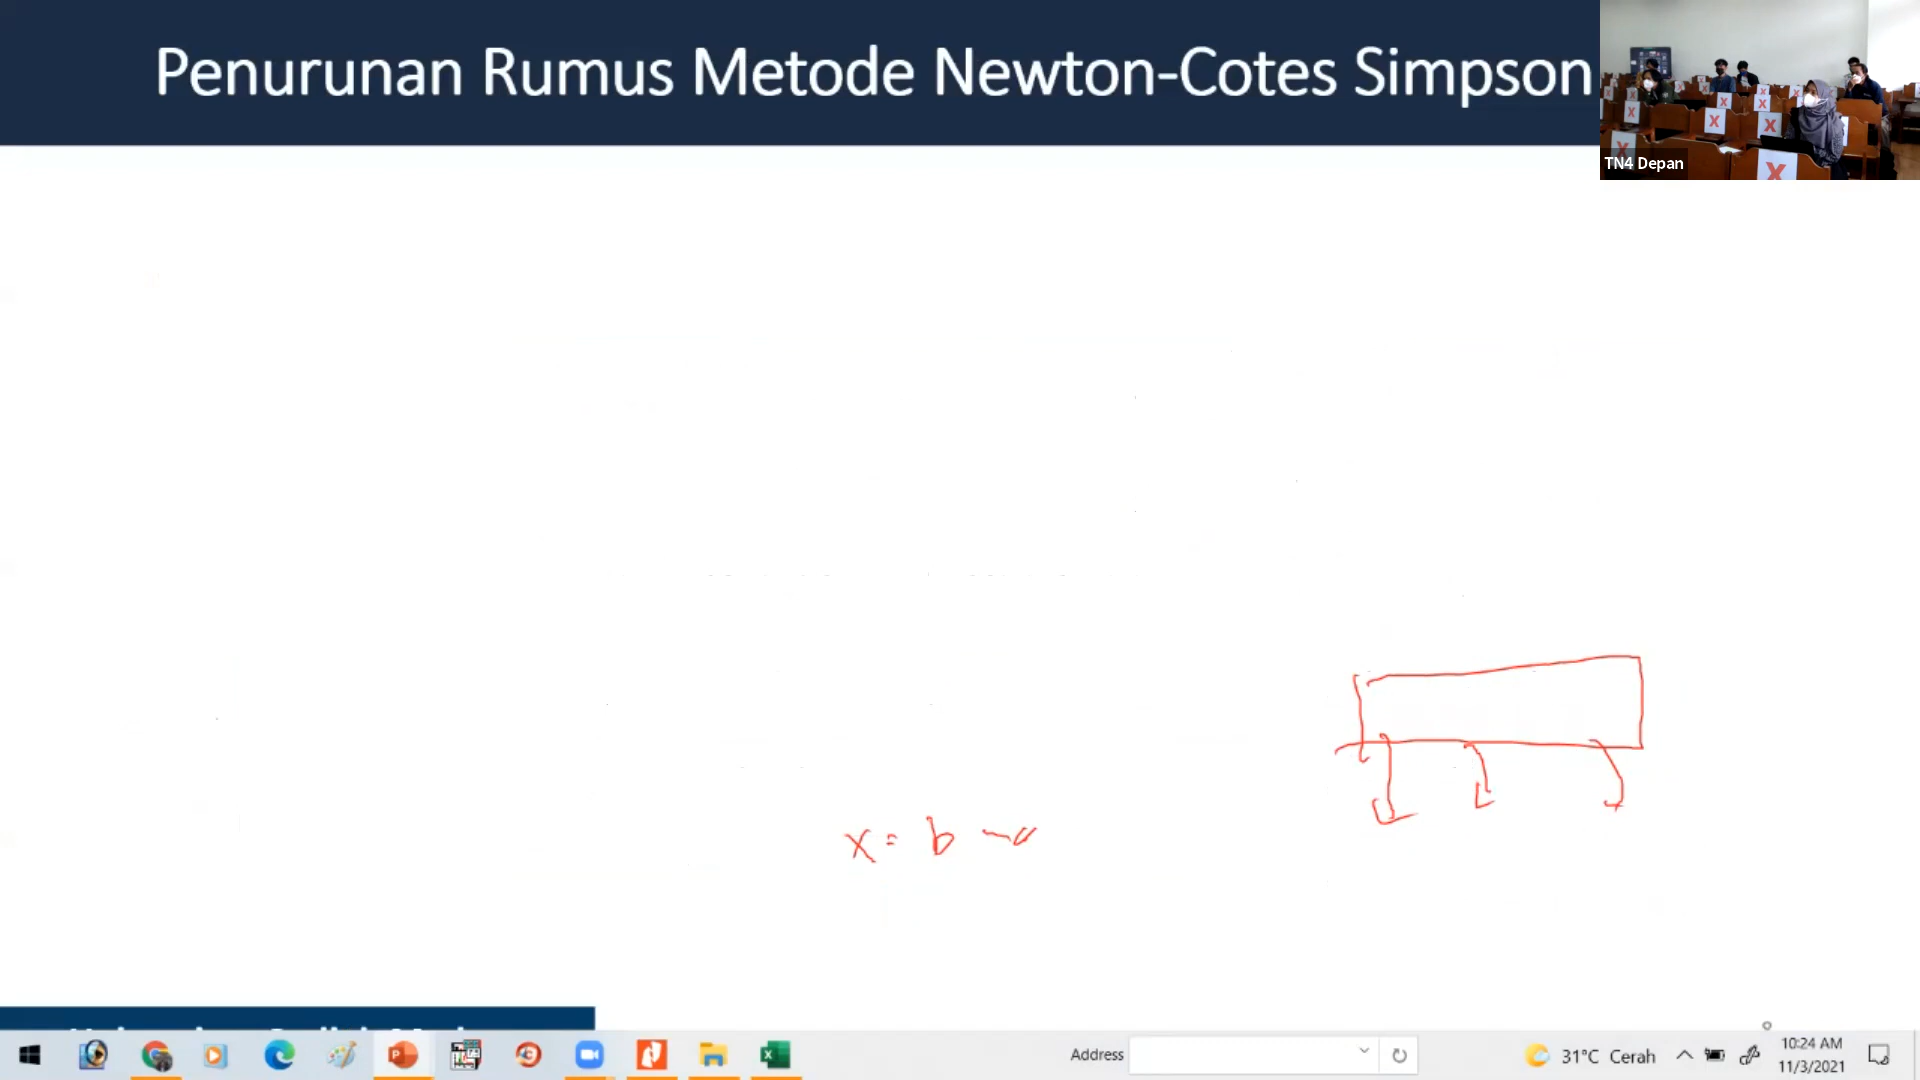 Penurunan Rumus Metode Newton-Cotes Simpson
X X X X X X X X
TN4 Depan
x = b
Address
31°C Cerah
10:24 AM
11/3/2021